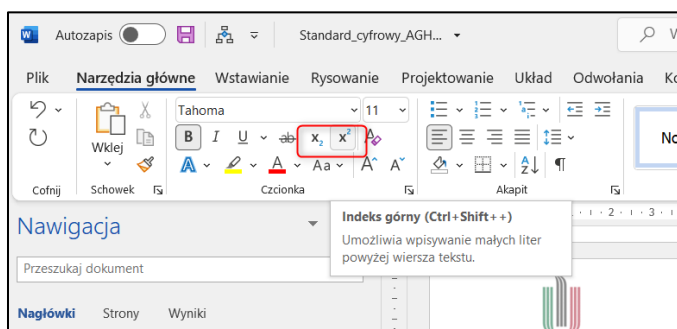 Autozapis Standard_cyfrowy_AGH...
Plik Narzędzia główne Wstawianie Rysowanie Projektowanie Układ Odwołania
Tahoma 11
Wklej
B I U ab x₂ x²
A A Aa A A
Cofnij Schowek Czcionka Akapit
Indeks górny (Ctrl+Shift++)
Umożliwia wpisywanie małych liter
powyżej wiersza tekstu.
Nawigacja
Przeszukaj dokument
Nagłówki Strony Wyniki